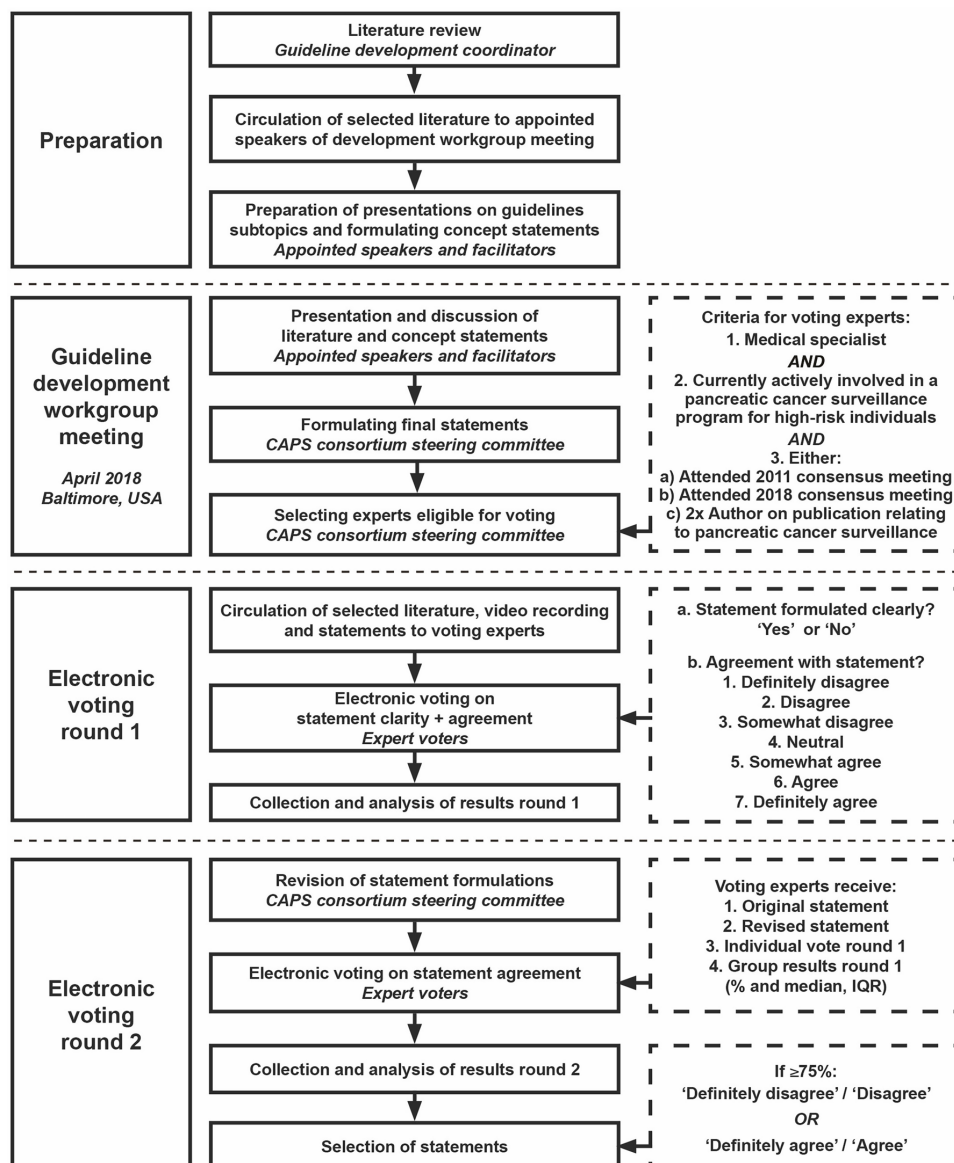 Preparation
Literature review
Guideline development coordinator
Circulation of selected literature to appointed
speakers of development workgroup meeting
Preparation of presentations on guidelines
subtopics and formulating concept statements
Appointed speakers and facilitators
Guideline
development
workgroup
meeting
April 2018
Baltimore, USA
Presentation and discussion of
literature and concept statements
Appointed speakers and facilitators
Formulating final statements
CAPS consortium steering committee
Selecting experts eligible for voting
CAPS consortium steering committee
Criteria for voting experts:
1. Medical specialist
AND
2. Currently actively involved in a
pancreatic cancer surveillance
program for high-risk individuals
AND
3. Either:
a) Attended 2011 consensus meeting
b) Attended 2018 consensus meeting
c) 2x Author on publication relating
to pancreatic cancer surveillance
Electronic
voting
round 1
Circulation of selected literature, video recording
and statements to voting experts
Electronic voting on
statement clarity + agreement
Expert voters
Collection and analysis of results round 1
a. Statement formulated clearly?
‘Yes’ or ‘No’
b. Agreement with statement?
1. Definitely disagree
2. Disagree
3. Somewhat disagree
4. Neutral
5. Somewhat agree
6. Agree
7. Definitely agree
Electronic
voting
round 2
Revision of statement formulations
CAPS consortium steering committee
Electronic voting on statement agreement
Expert voters
Collection and analysis of results round 2
Selection of statements
Voting experts receive:
1. Original statement
2. Revised statement
3. Individual vote round 1
4. Group results round 1
(% and median, IQR)
If ≥75%:
‘Definitely disagree’ / ‘Disagree’
OR
‘Definitely agree’ / ‘Agree’